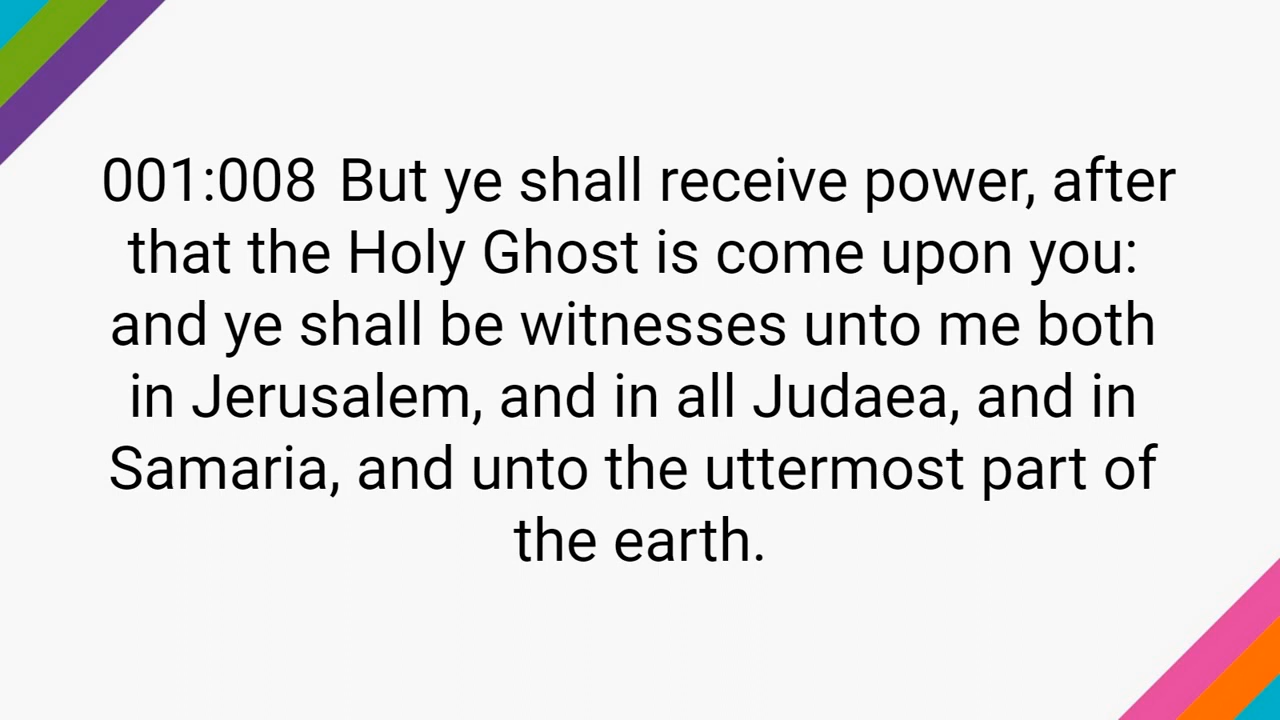 001:008 But ye shall receive power, after
that the Holy Ghost is come upon you:
and ye shall be witnesses unto me both
in Jerusalem, and in all Judaea, and in
Samaria, and unto the uttermost part of
the earth.